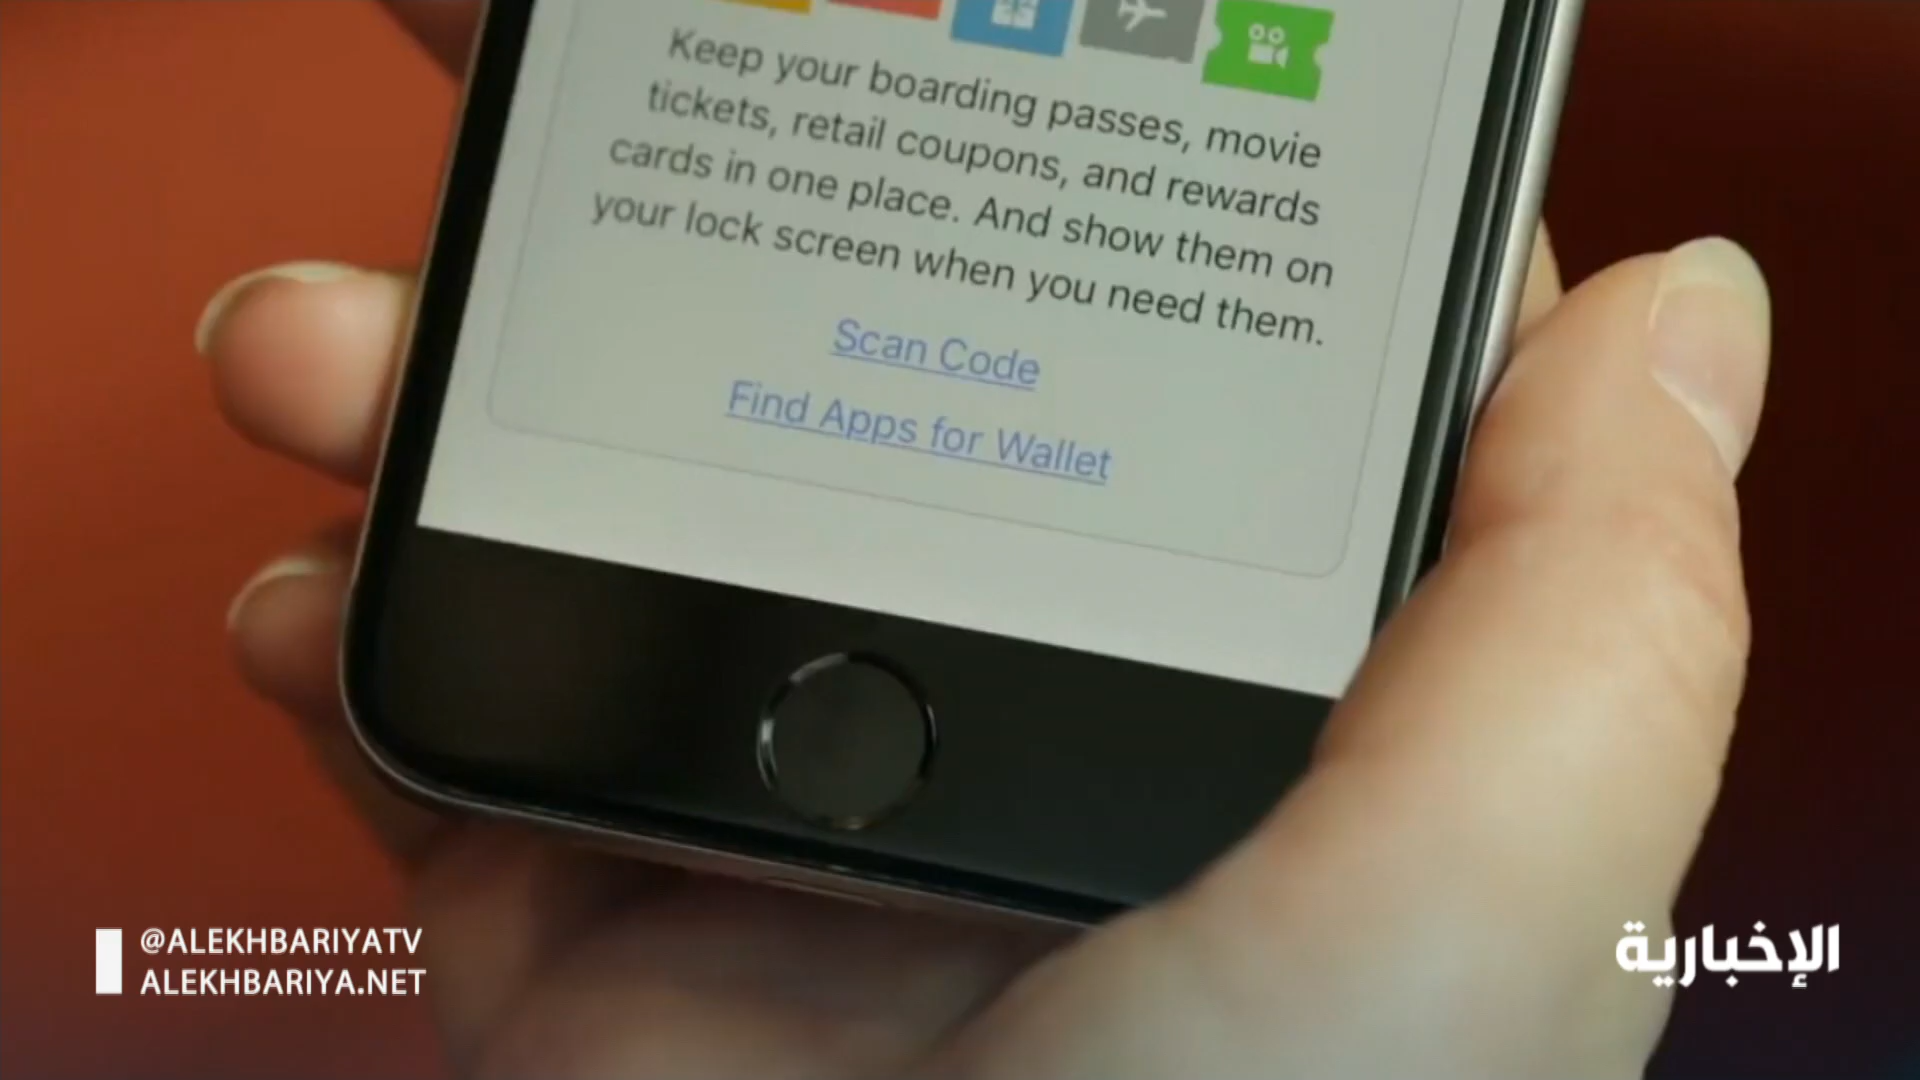 Keep your boarding passes, movie
tickets, retail coupons, and rewards
cards in one place. And show them on
your lock screen when you need them.
Scan Code
Find Apps for Wallet
@ALEKHBARIYATV
ALEKHBARIYA.NET
الإخبارية